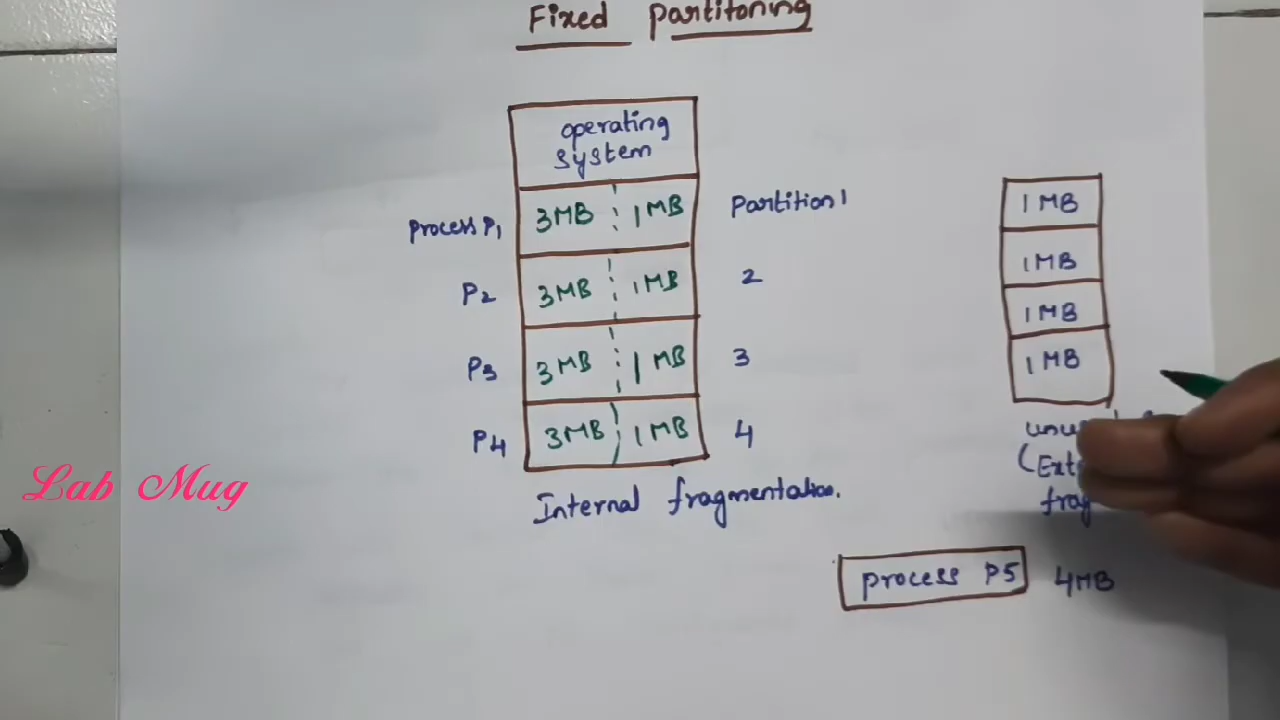 Fixed partitoning
operating
system
process P1 3MB 1MB Partition 1
P2 3MB 1MB 2
P3 3MB 1MB 3
P4 3MB 1MB 4
Internal fragmentation.
1MB
1MB
1MB
1MB
process P5 4MB
Lab Mug